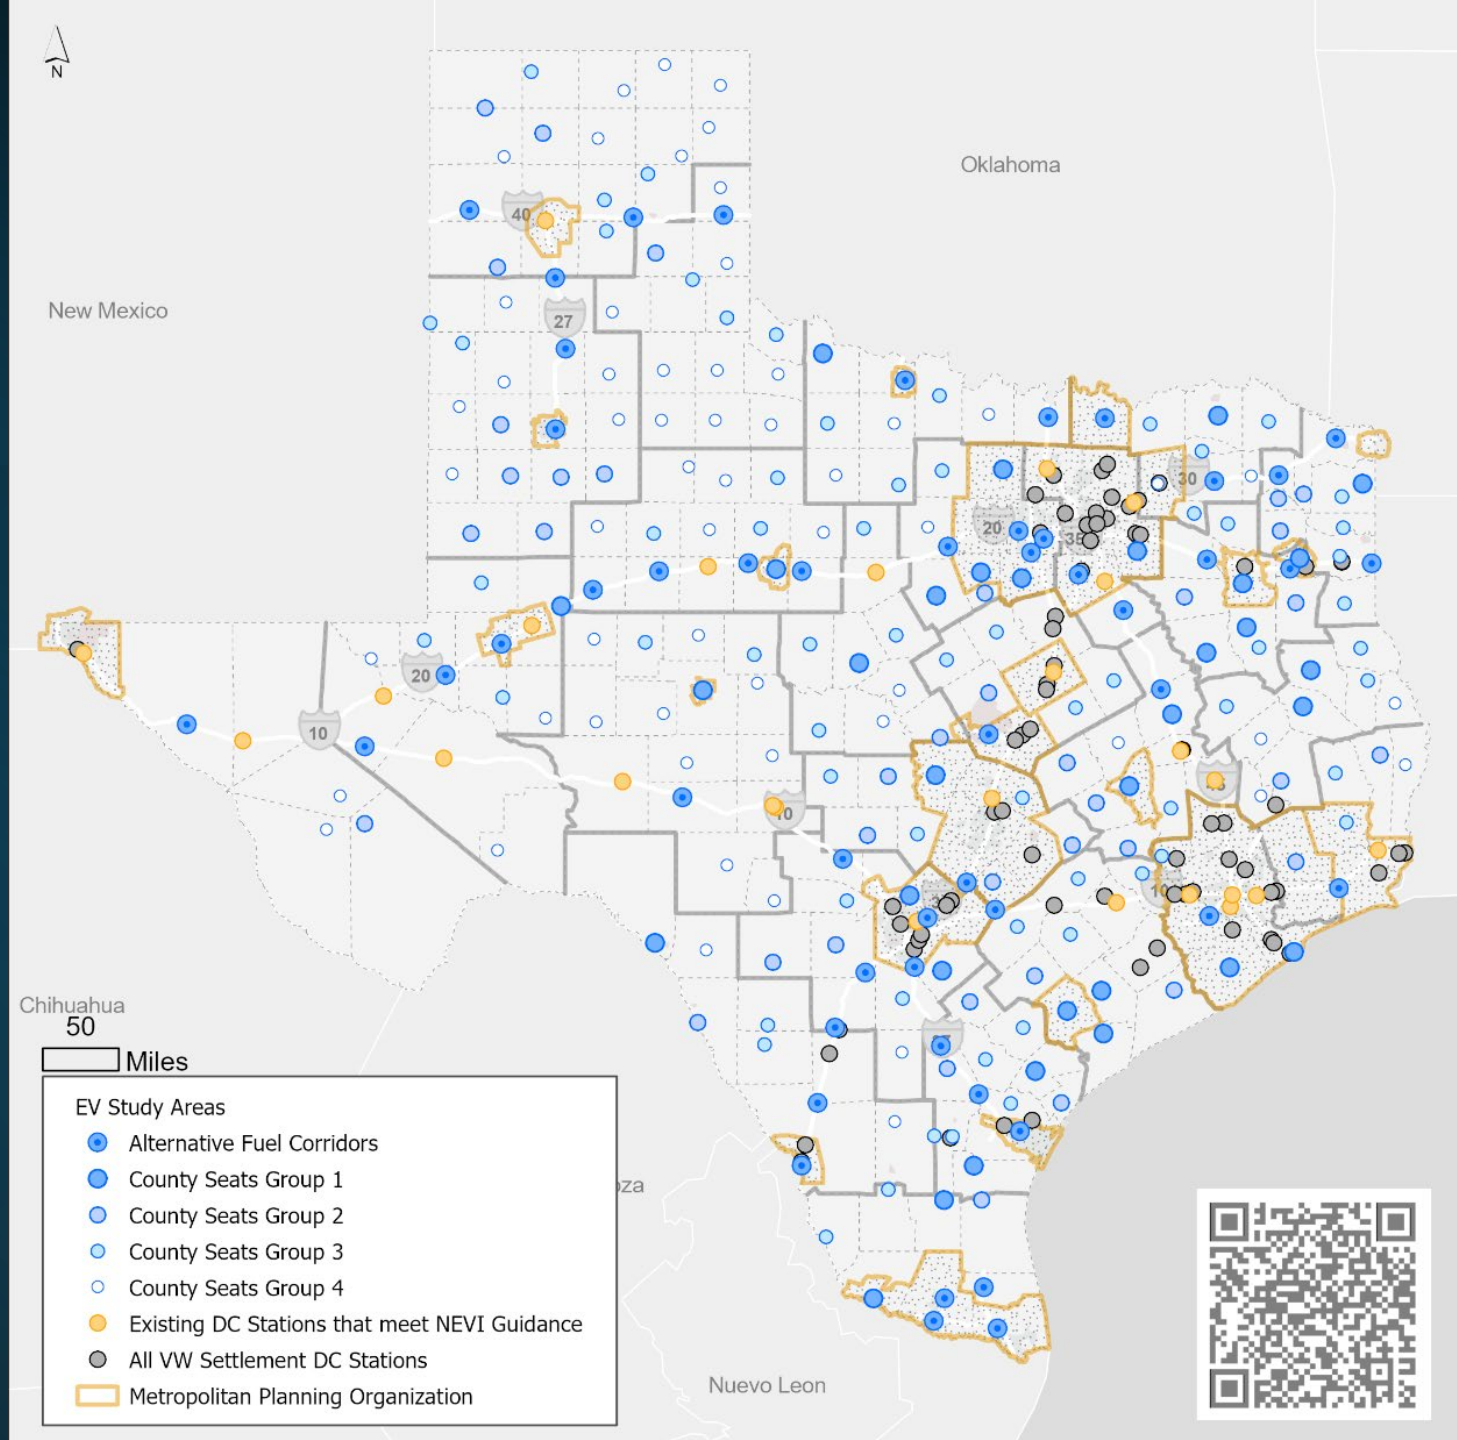 N
Oklahoma
40
New Mexico
27
30
20
35
20
10
10
10
Chihuahua
50
Miles
EV Study Areas
Alternative Fuel Corridors
County Seats Group 1
County Seats Group 2
County Seats Group 3
County Seats Group 4
Existing DC Stations that meet NEVI Guidance
All VW Settlement DC Stations
Metropolitan Planning Organization
oza
Nuevo Leon